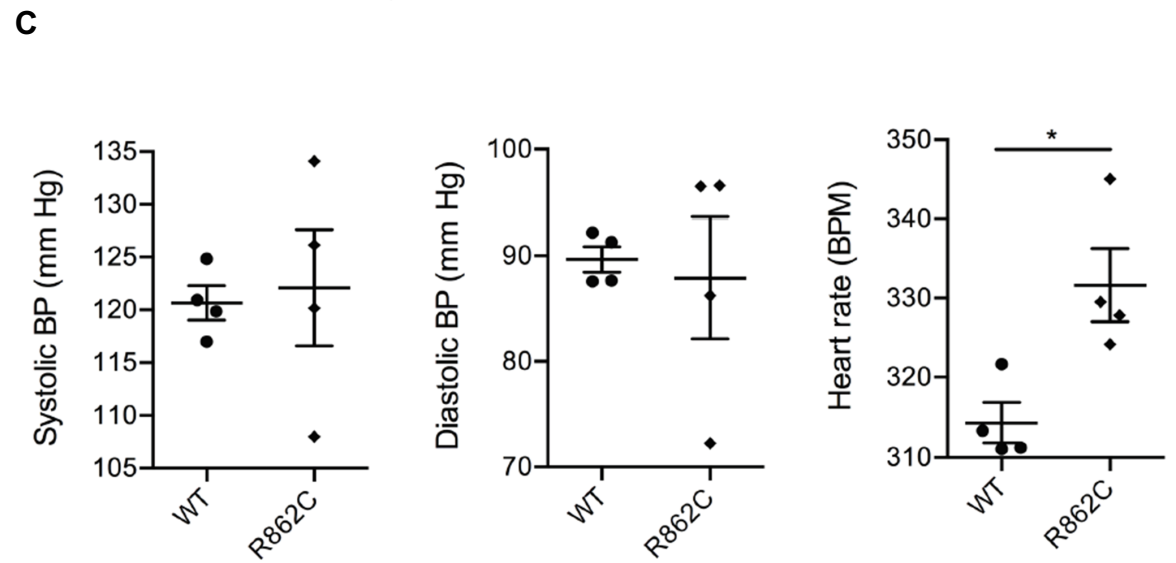 C
Systolic BP (mm Hg)
135
130
125
120
115
110
105
WT
R862C
Diastolic BP (mm Hg)
100
90
80
70
WT
R862C
Heart rate (BPM)
350
340
330
320
310
*
WT
R862C